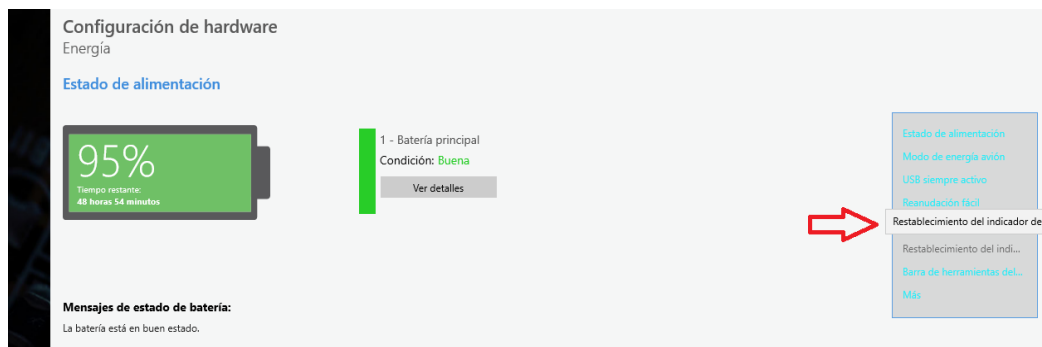 Configuración de hardware
Energía
Estado de alimentación
95%
Tiempo restante:
48 horas 54 minutos
1 - Batería principal
Condición: Buena
Ver detalles
Estado de alimentación
Modo de energía avión
USB siempre activo
Reanudación fácil
Restablecimiento del indicador de
Restablecimiento del indi...
Barra de herramientas del...
Más
Mensajes de estado de batería:
La batería está en buen estado.